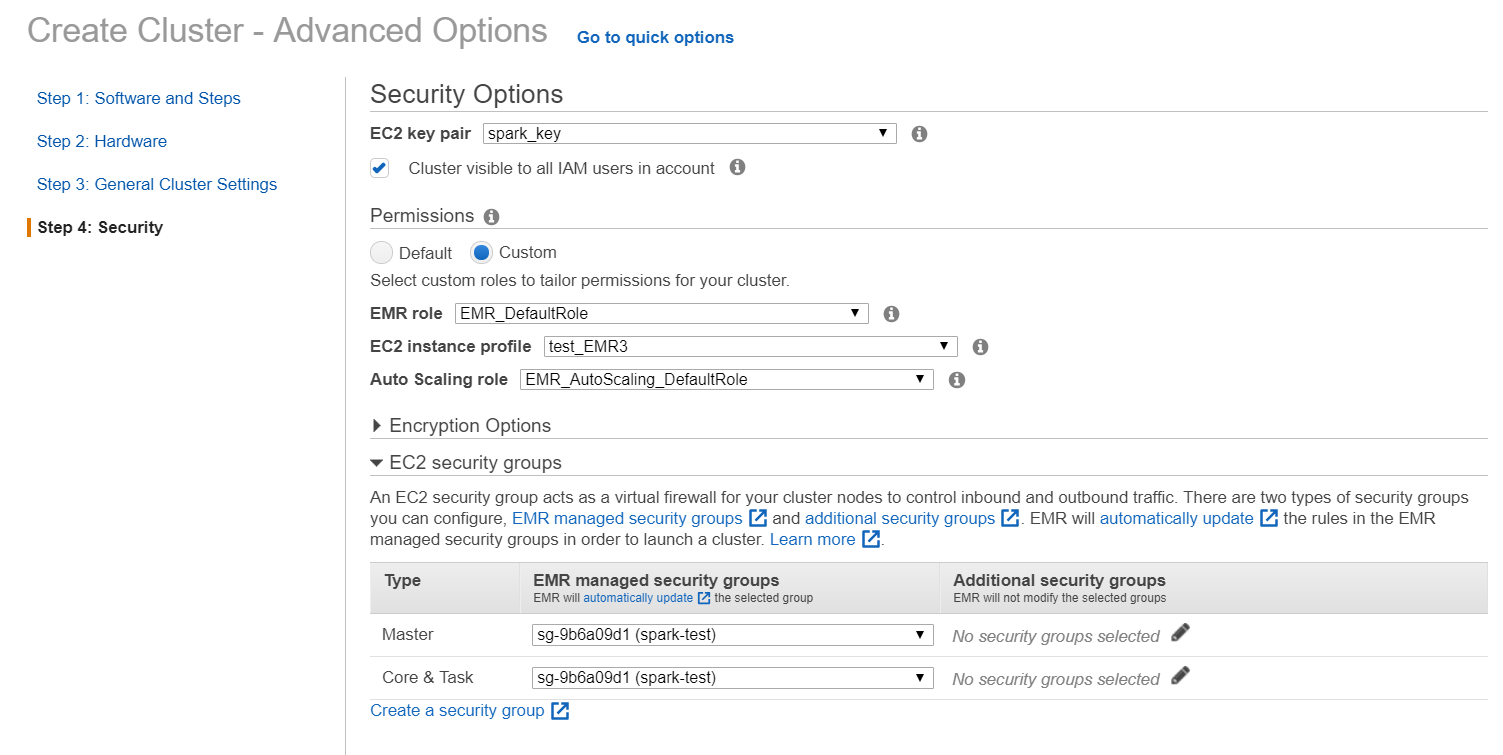 Create Cluster - Advanced Options Go to quick options
Step 1: Software and Steps
Step 2: Hardware
Step 3: General Cluster Settings
Step 4: Security
Security Options
EC2 key pair spark_key
Cluster visible to all IAM users in account
Permissions
Default Custom
Select custom roles to tailor permissions for your cluster.
EMR role EMR_DefaultRole
EC2 instance profile test_EMR3
Auto Scaling role EMR_AutoScaling_DefaultRole
Encryption Options
EC2 security groups
An EC2 security group acts as a virtual firewall for your cluster nodes to control inbound and outbound traffic. There are two types of security groups
you can configure, EMR managed security groups and additional security groups. EMR will automatically update the rules in the EMR
managed security groups in order to launch a cluster. Learn more.
Type EMR managed security groups Additional security groups
EMR will automatically update the selected group EMR will not modify the selected groups
Master sg-9b6a09d1 (spark-test) No security groups selected
Core & Task sg-9b6a09d1 (spark-test) No security groups selected
Create a security group